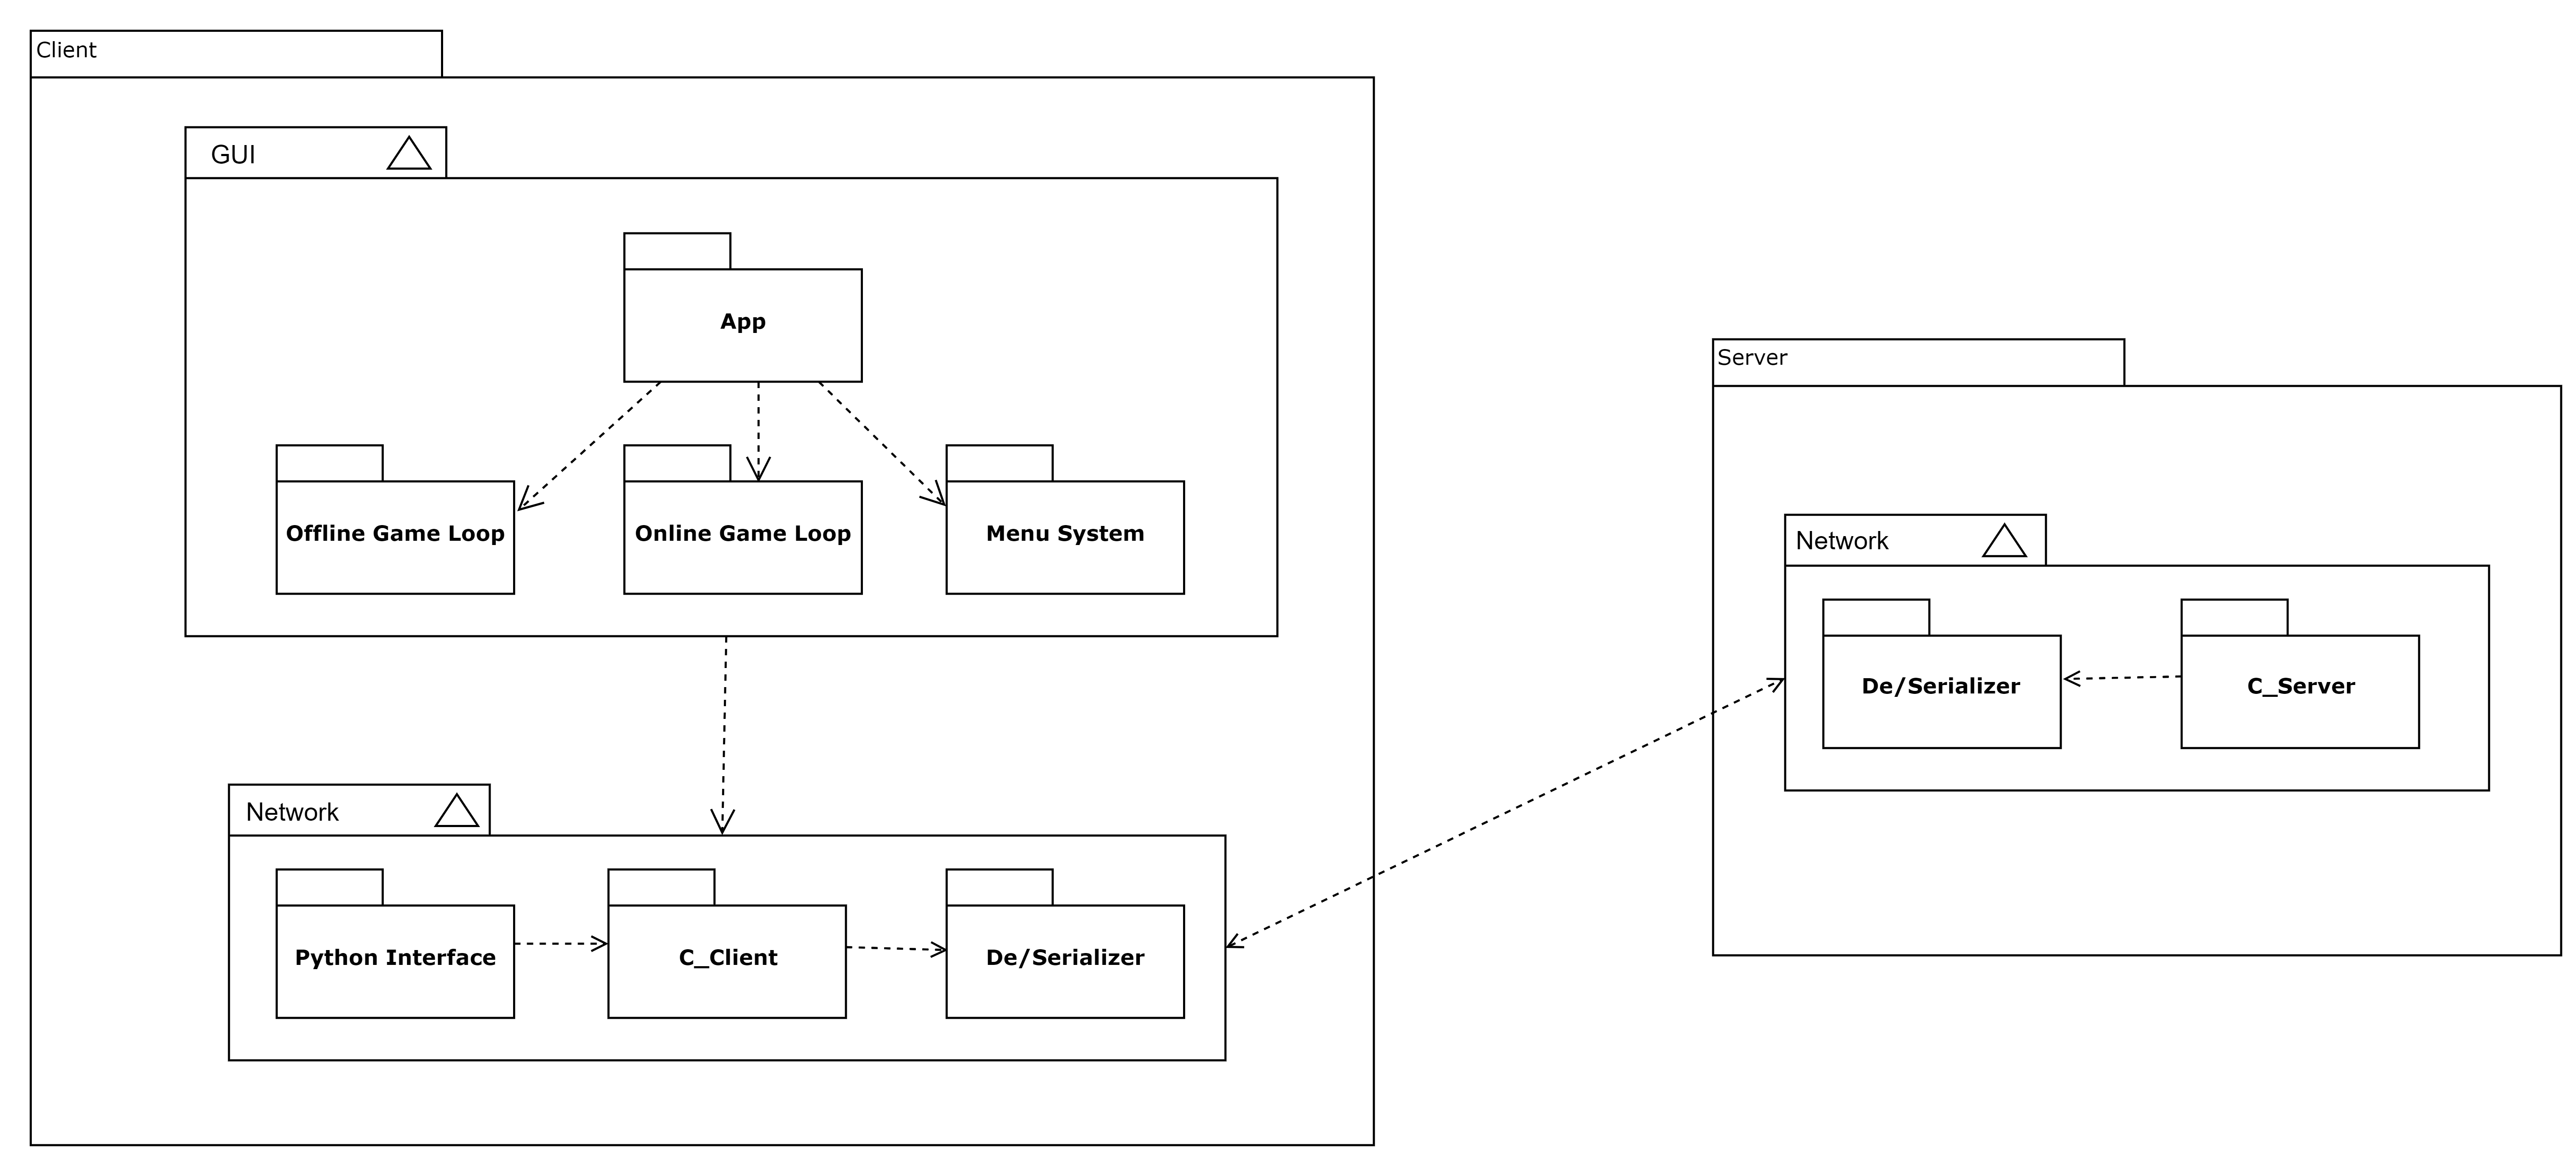 Client
GUI
App
Offline Game Loop
Online Game Loop
Menu System
Network
Python Interface
C_Client
De/Serializer
Server
Network
De/Serializer
C_Server